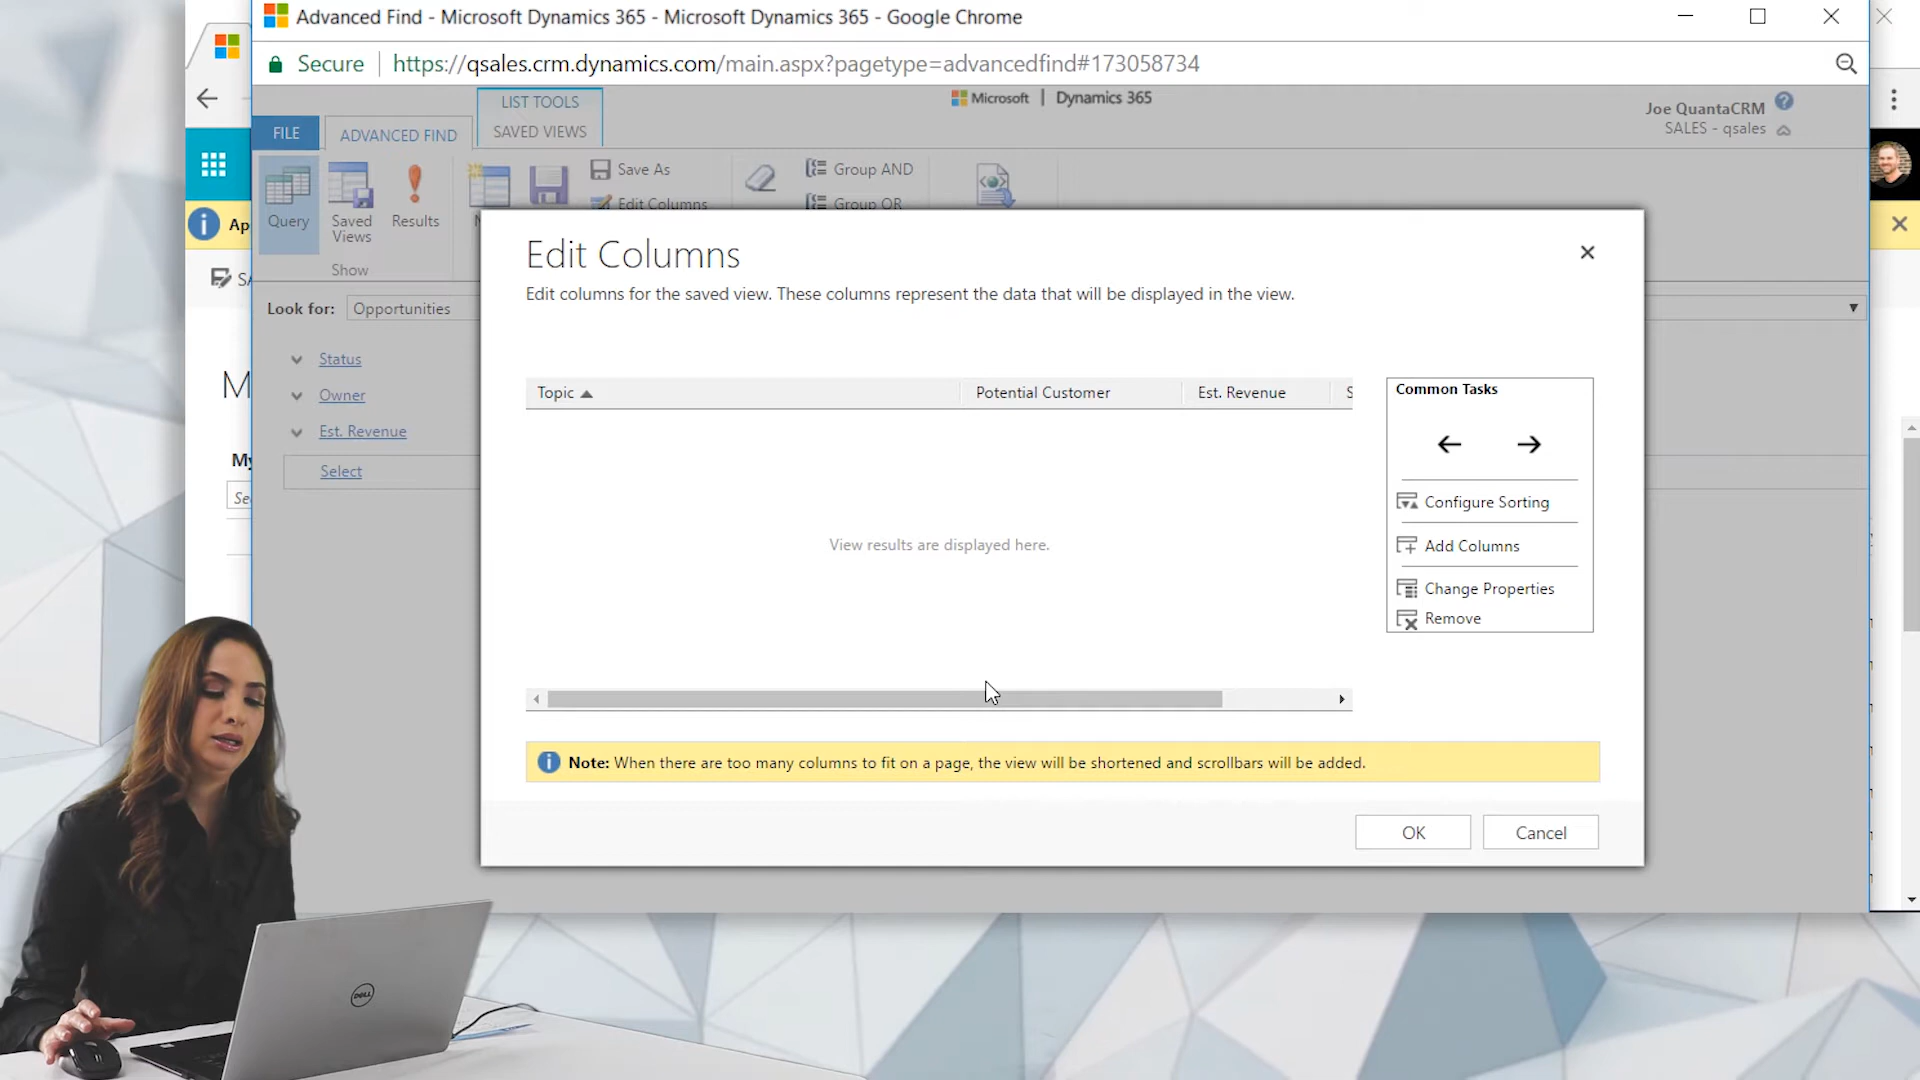 Advanced Find - Microsoft Dynamics 365 - Microsoft Dynamics 365 - Google Chrome
Secure
https://qsales.crm.dynamics.com/main.aspx?pagetype=advancedfind#173058734
LIST TOOLS
Microsoft | Dynamics 365
Joe QuantaCRM
SALES - qsales
FILE
ADVANCED FIND
SAVED VIEWS
Query
Saved Views
Results
Show
Save As
Edit Columns
Group AND
Group OR
Ap
SA
Look for:
Opportunities
Status
Owner
Est. Revenue
Select
M
My
Se
Edit Columns
Edit columns for the saved view. These columns represent the data that will be displayed in the view.
Topic
Potential Customer
Est. Revenue
S
View results are displayed here.
Common Tasks
Configure Sorting
Add Columns
Change Properties
Remove
Note: When there are too many columns to fit on a page, the view will be shortened and scrollbars will be added.
OK
Cancel
DELL